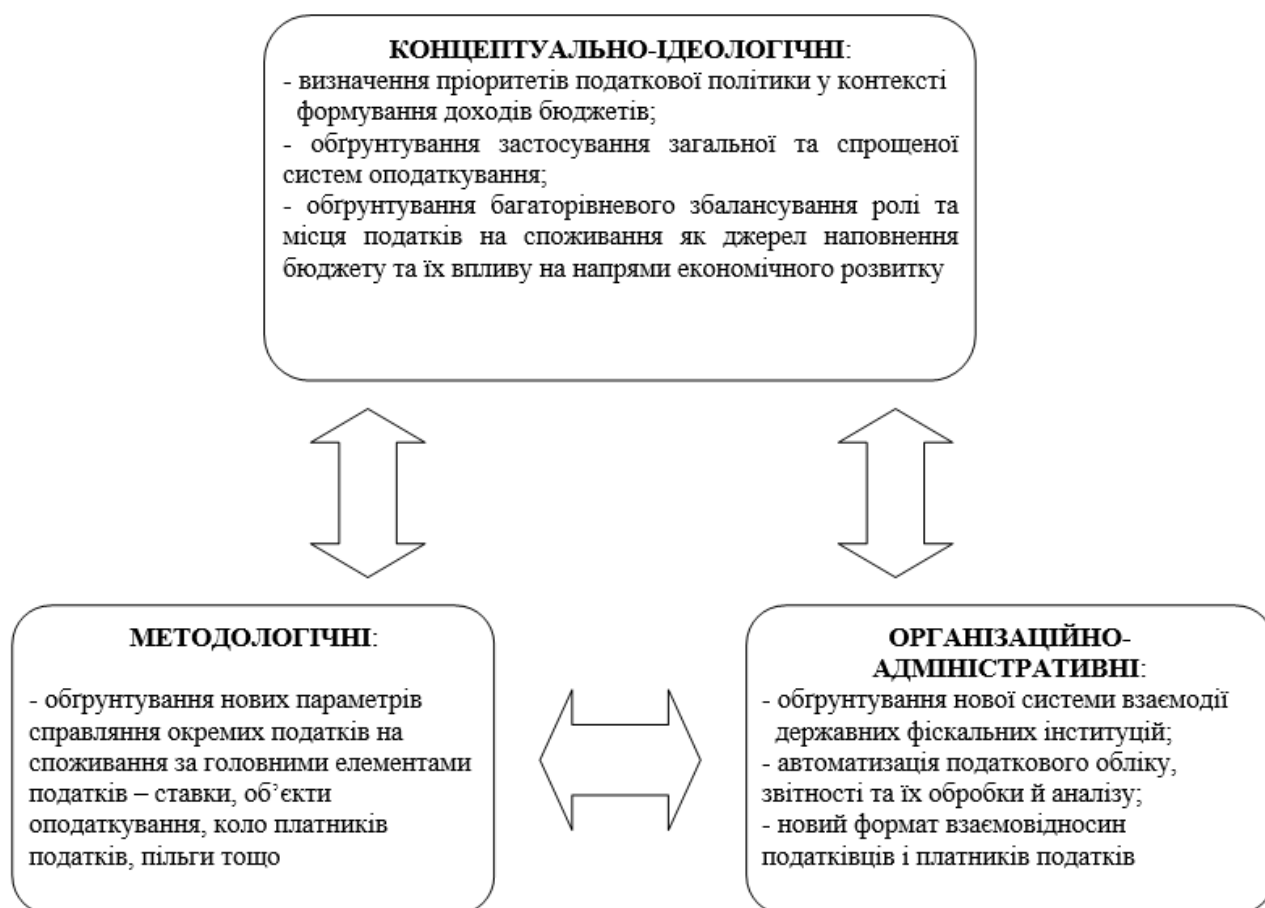 КОНЦЕПТУАЛЬНО-ІДЕОЛОГІЧНІ:
- визначення пріоритетів податкової політики у контексті
формування доходів бюджетів;
- обґрунтування застосування загальної та спрощеної
систем оподаткування;
- обґрунтування багаторівневого збалансування ролі та
місця податків на споживання як джерел наповнення
бюджету та їх впливу на напрями економічного розвитку
МЕТОДОЛОГІЧНІ:
- обґрунтування нових параметрів
справляння окремих податків на
споживання за головними елементами
податків – ставки, об’єкти
оподаткування, коло платників
податків, пільги тощо
ОРГАНІЗАЦІЙНО-
АДМІНІСТРАТИВНІ:
- обґрунтування нової системи взаємодії
державних фіскальних інституцій;
- автоматизація податкового обліку,
звітності та їх обробки й аналізу;
- новий формат взаємовідносин
податківців і платників податків